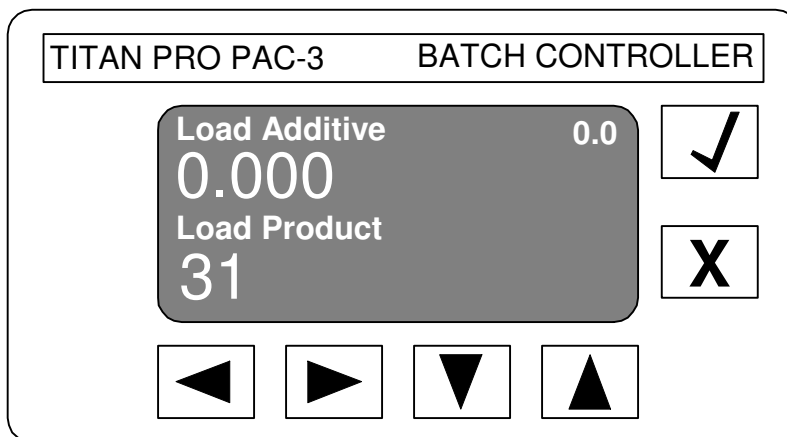 TITAN PRO PAC-3 BATCH CONTROLLER
Load Additive 0.0
0.000
Load Product
31
X